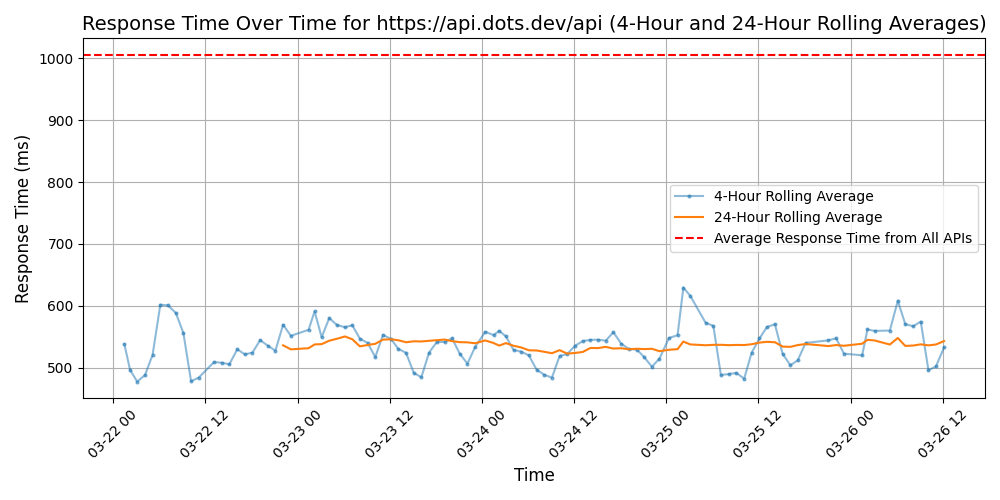 Response Time Over Time for https://api.dots.dev/api (4-Hour and 24-Hour Rolling Averages)
Response Time (ms)
1000
900
800
700
600
500
4-Hour Rolling Average
24-Hour Rolling Average
Average Response Time from All APIs
03-22 00
03-22 12
03-23 00
03-23 12
03-24 00
03-24 12
03-25 00
03-25 12
03-26 00
03-26 12
Time